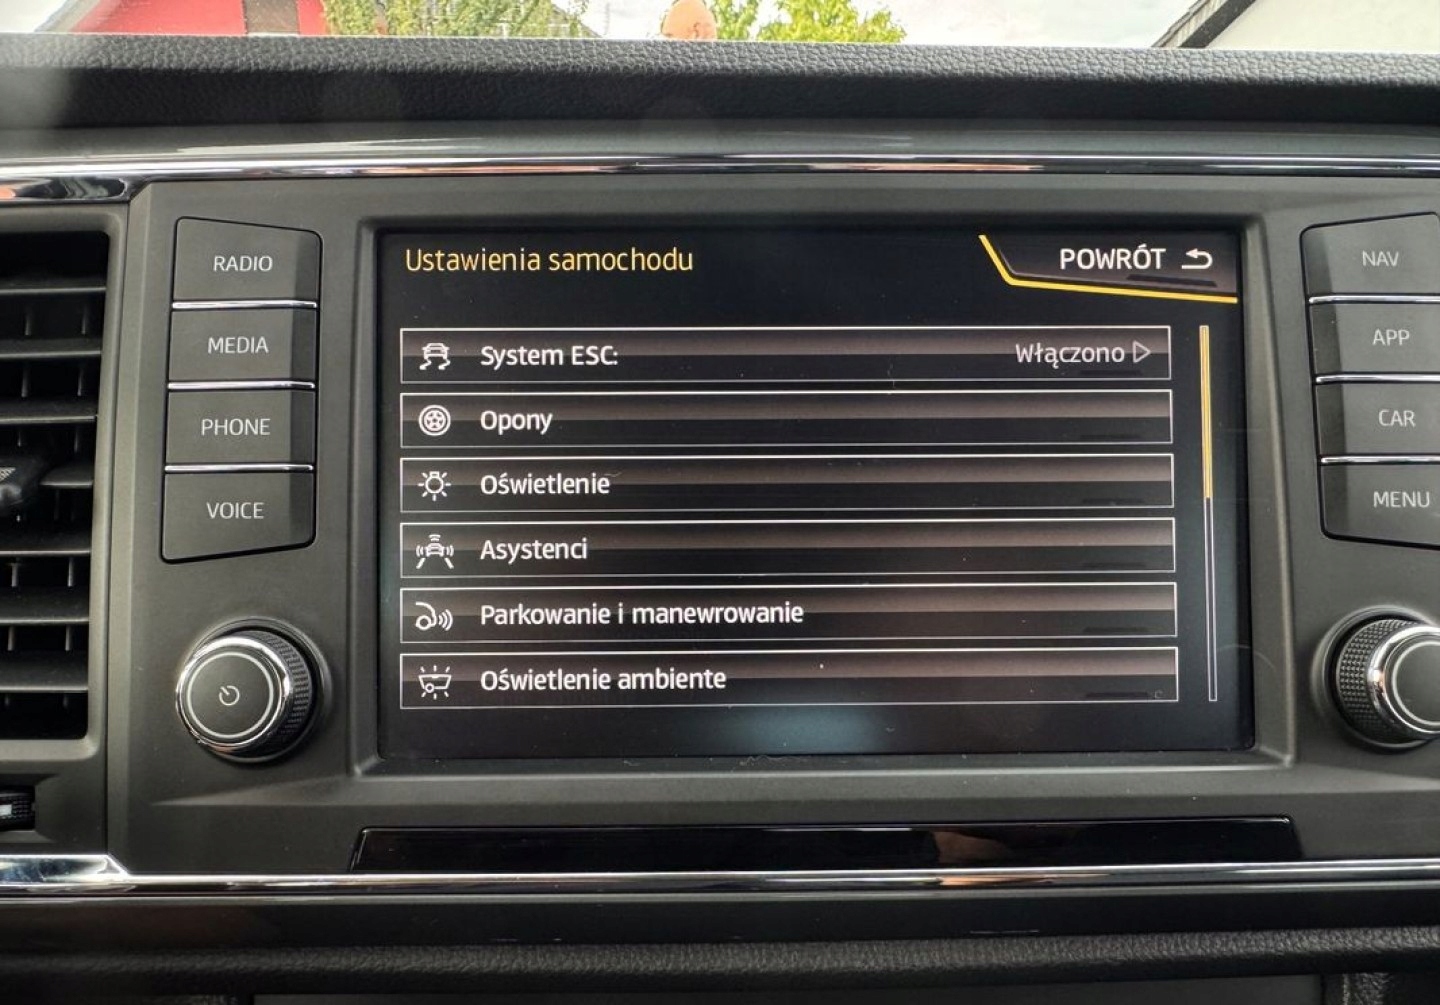 Ustawienia samochodu
POWRÓT
System ESC: Włączono
Opony
Oświetlenie
Asystenci
Parkowanie i manewrowanie
Oświetlenie ambiente
RADIO
MEDIA
PHONE
VOICE
NAV
APP
CAR
MENU